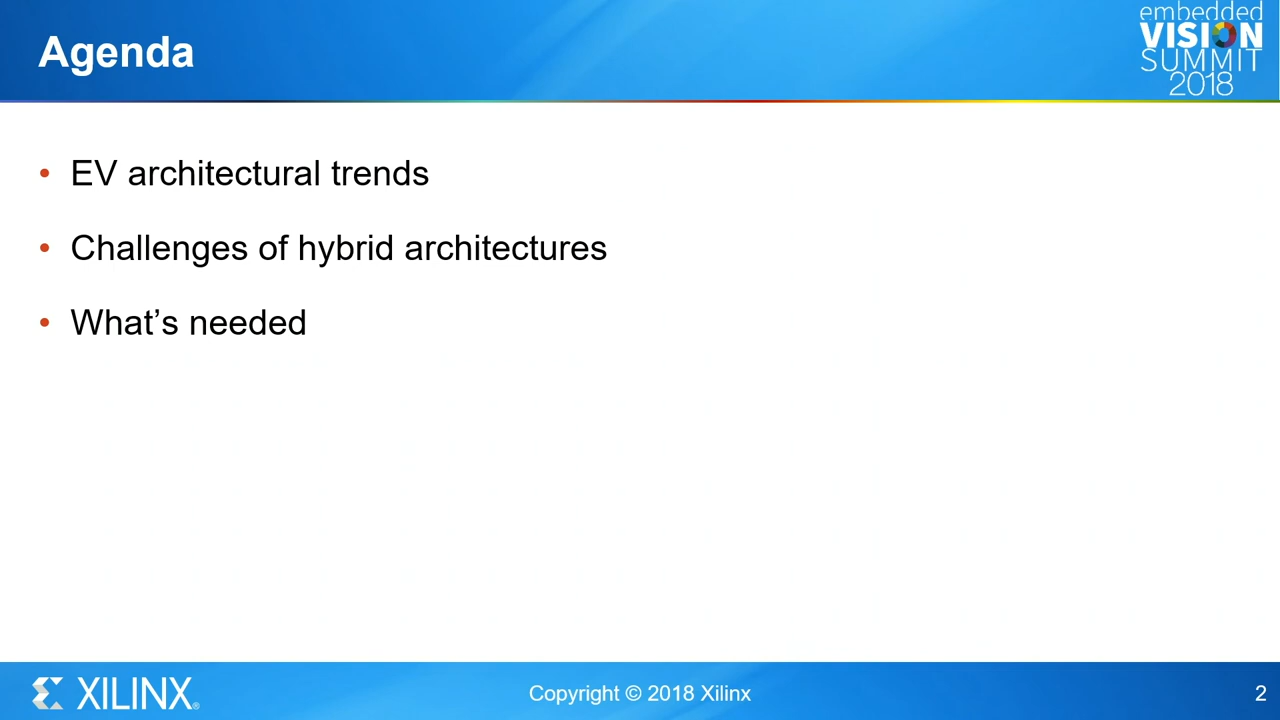 Agenda
embedded
VISION
SUMMIT
2018
• EV architectural trends
• Challenges of hybrid architectures
• What’s needed
XILINX®
Copyright © 2018 Xilinx
2